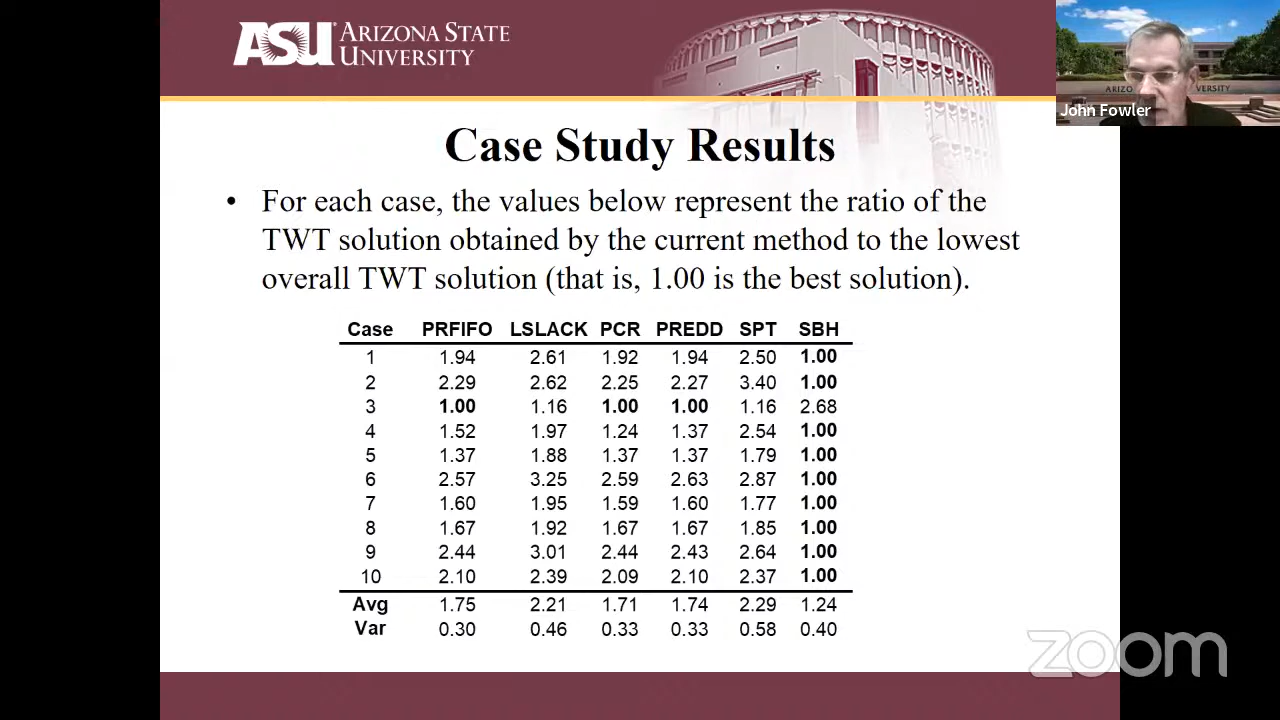 ASU ARIZONA STATE
UNIVERSITY
John Fowler
Case Study Results
• For each case, the values below represent the ratio of the
TWT solution obtained by the current method to the lowest
overall TWT solution (that is, 1.00 is the best solution).
Case PRFIFO LSLACK PCR PREDD SPT SBH
1 1.94 2.61 1.92 1.94 2.50 1.00
2 2.29 2.62 2.25 2.27 3.40 1.00
3 1.00 1.16 1.00 1.00 1.16 2.68
4 1.52 1.97 1.24 1.37 2.54 1.00
5 1.37 1.88 1.37 1.37 1.79 1.00
6 2.57 3.25 2.59 2.63 2.87 1.00
7 1.60 1.95 1.59 1.60 1.77 1.00
8 1.67 1.92 1.67 1.67 1.85 1.00
9 2.44 3.01 2.44 2.43 2.64 1.00
10 2.10 2.39 2.09 2.10 2.37 1.00
Avg 1.75 2.21 1.71 1.74 2.29 1.24
Var 0.30 0.46 0.33 0.33 0.58 0.40
zoom